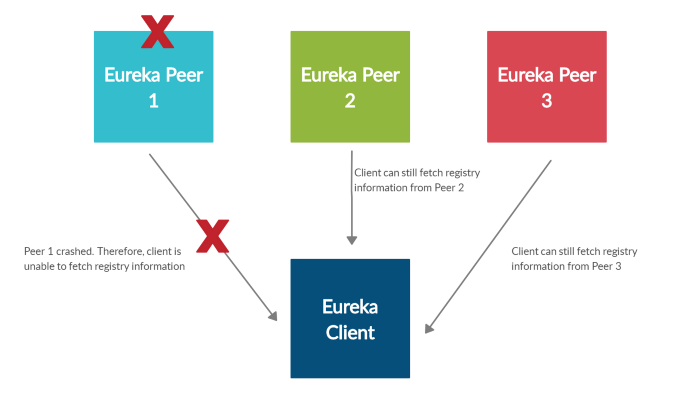 X
Eureka Peer
1
Eureka Peer
2
Eureka Peer
3
Client can still fetch registry
information from Peer 2
X
Peer 1 crashed. Therefore, client is
unable to fetch registry information
Client can still fetch registry
information from Peer 3
Eureka
Client